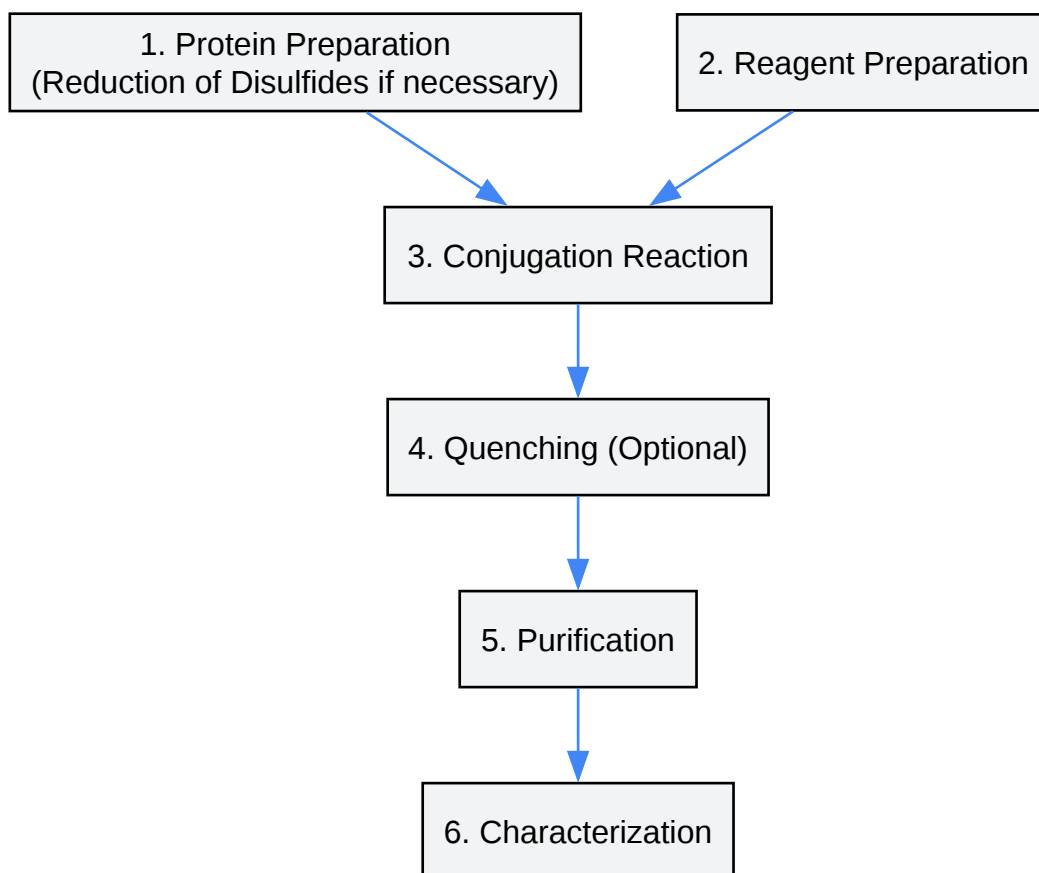 1. Protein Preparation
(Reduction of Disulfides if necessary)
2. Reagent Preparation
3. Conjugation Reaction
4. Quenching (Optional)
5. Purification
6. Characterization